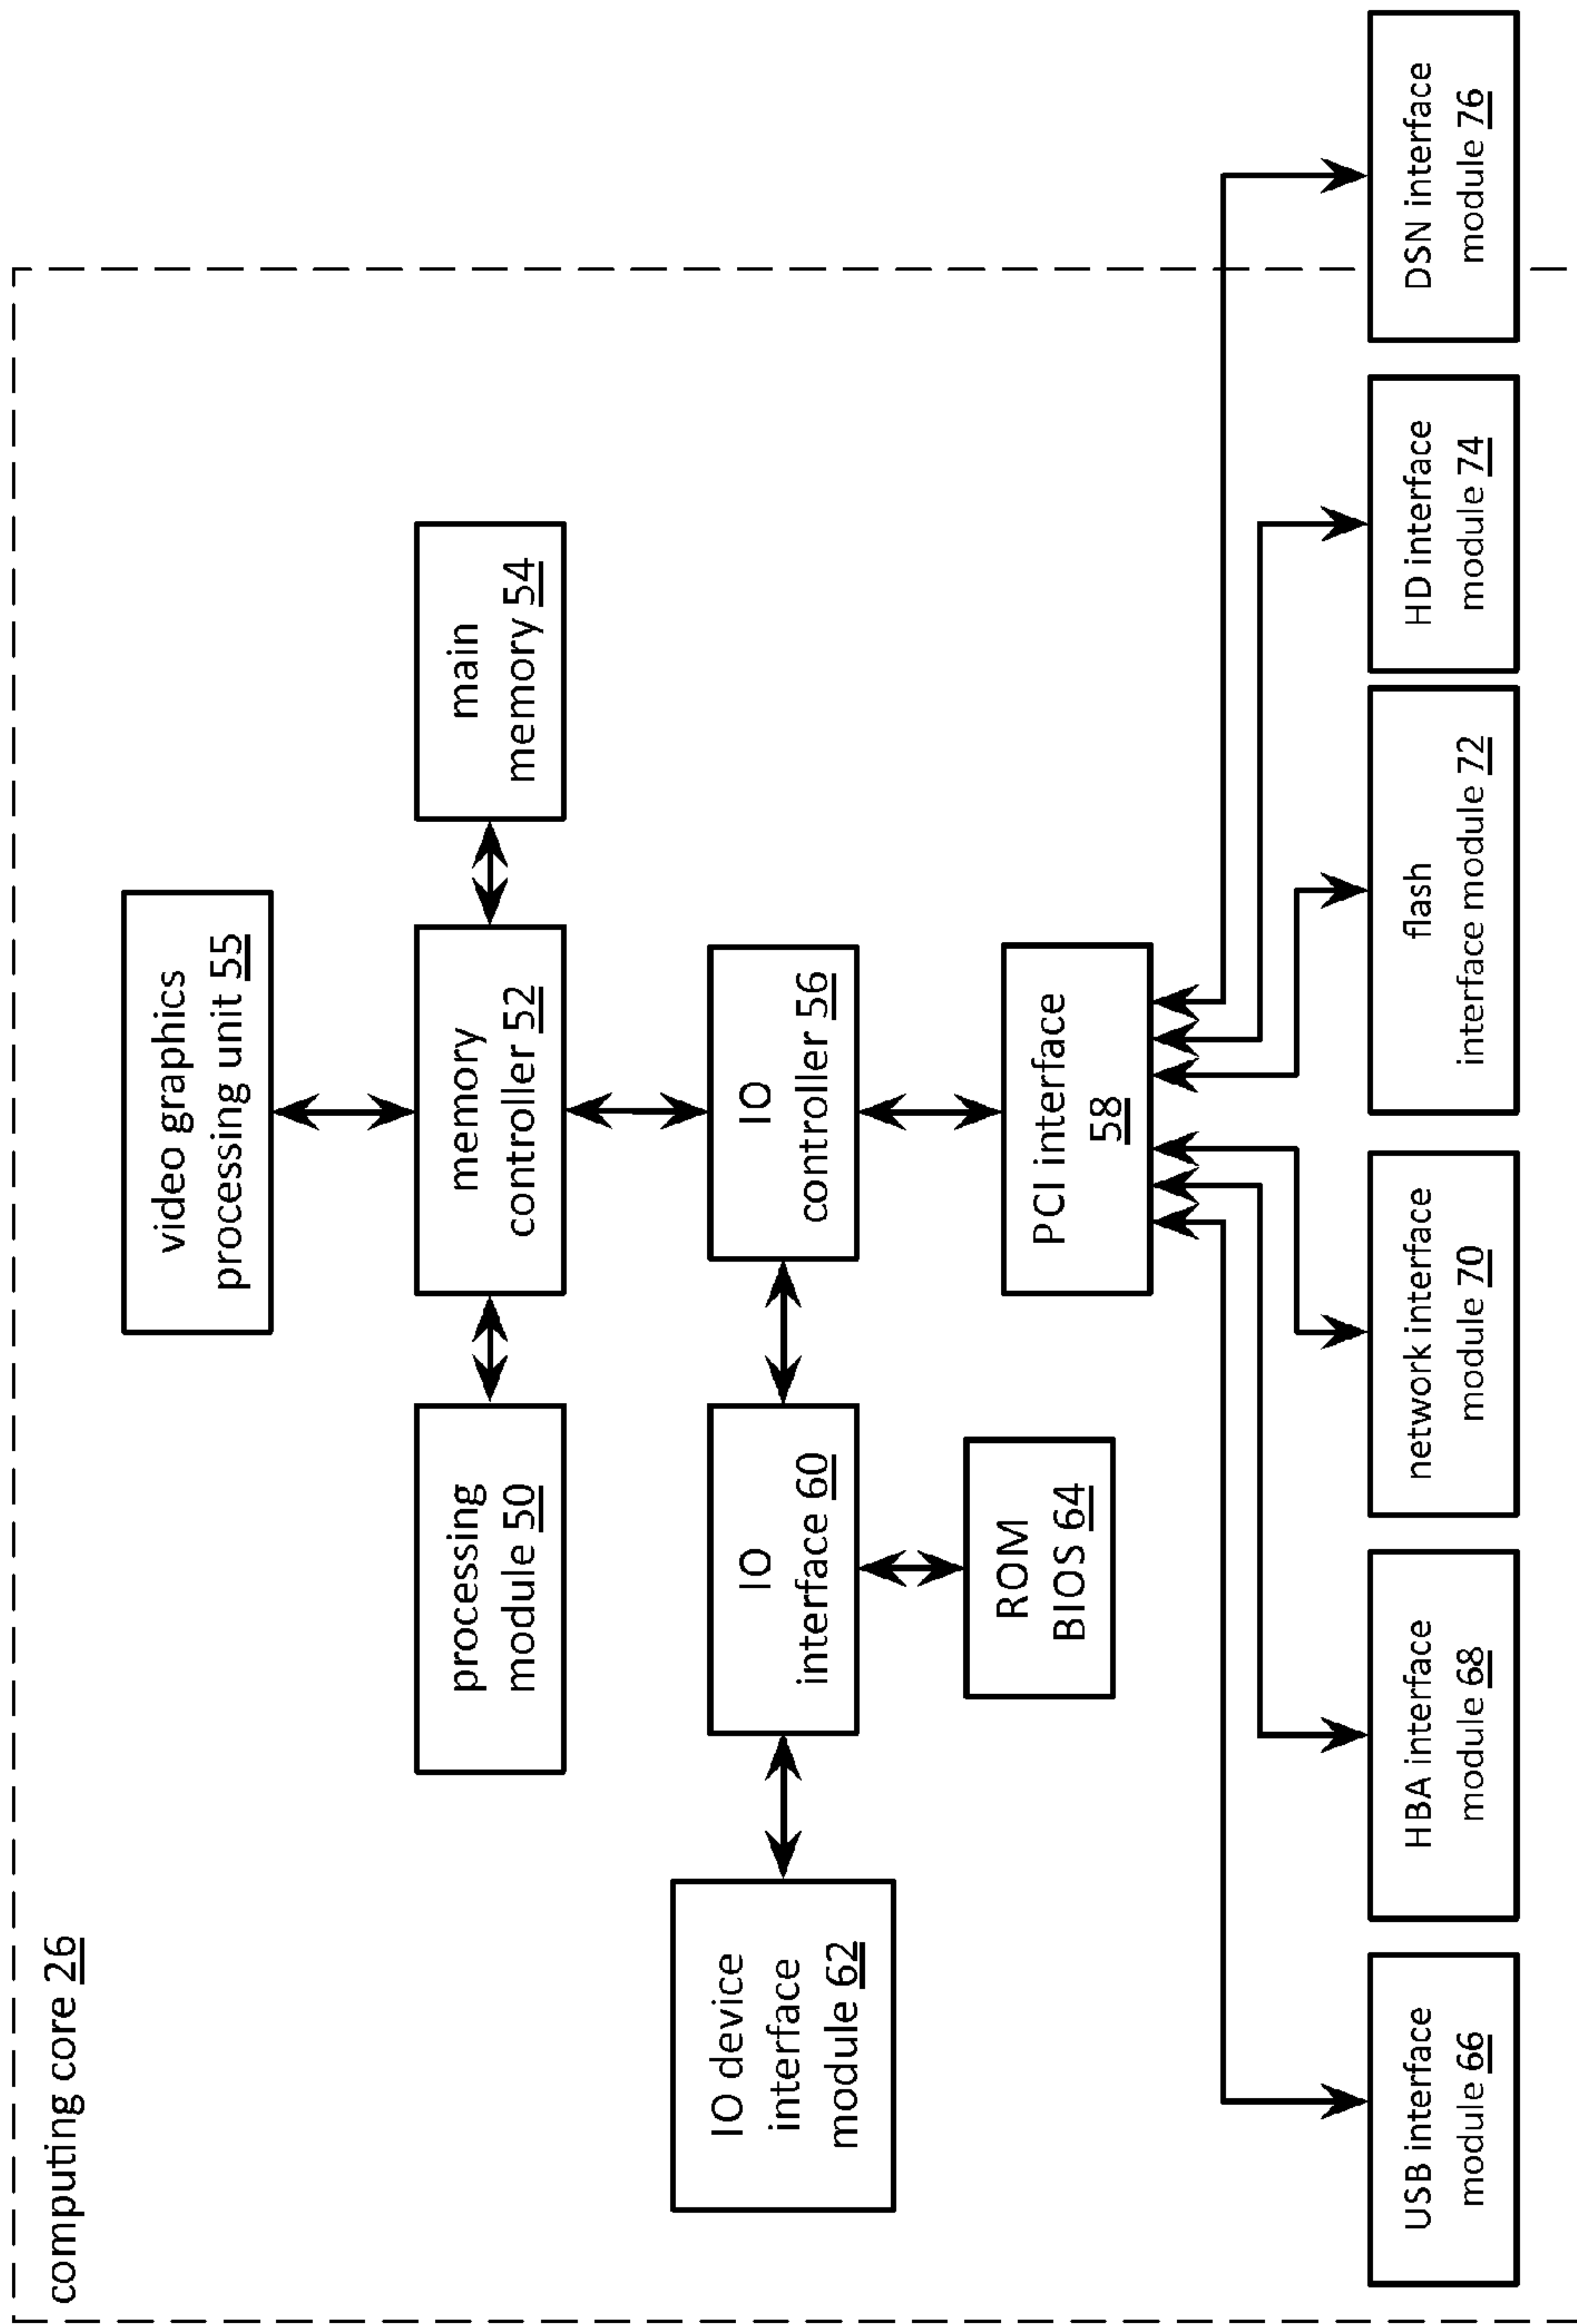 computing core 26
video graphics
processing unit 55
processing
module 50
memory
controller 52
main
memory 54
IO device
interface
module 62
IO
interface 60
IO
controller 56
ROM
BIOS 64
PCI interface
58
USB interface
module 66
HBA interface
module 68
network interface
module 70
flash
interface module 72
HD interface
module 74
DSN interface
module 76